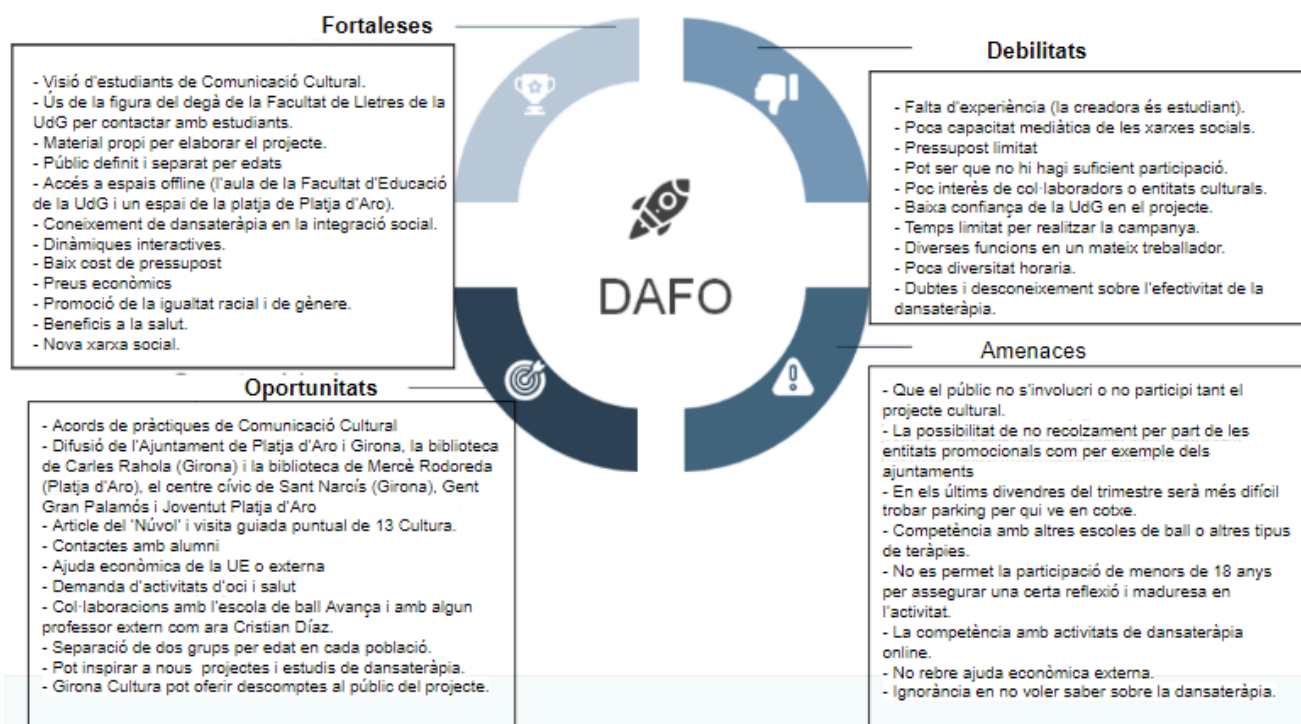 Fortaleses
- Visió d'estudiants de Comunicació Cultural.
- Ús de la figura del degà de la Facultat de Lletres de la
UdG per contactar amb estudiants.
- Material propi per elaborar el projecte.
- Públic definit i separat per edats
- Accés a espais offline (l'aula de la Facultat d'Educació
de la UdG i un espai de la platja de Platja d'Aro).
- Coneixement de dansateràpia en la integració social.
- Dinàmiques interactives.
- Baix cost de pressupost
- Preus econòmics
- Promoció de la igualtat racial i de gènere.
- Beneficis a la salut.
- Nova xarxa social.
Debilitats
- Falta d'experiència (la creadora és estudiant).
- Poca capacitat mediàtica de les xarxes socials.
- Pressupost limitat
- Pot ser que no hi hagi suficient participació.
- Poc interès de col·laboradors o entitats culturals.
- Baixa confiança de la UdG en el projecte.
- Temps limitat per realitzar la campanya.
- Diverses funcions en un mateix treballador.
- Poca diversitat horaria.
- Dubtes i desconeixement sobre l'efectivitat de la
dansateràpia.
DAFO
Oportunitats
- Acords de pràctiques de Comunicació Cultural
- Difusió de l'Ajuntament de Platja d'Aro i Girona, la biblioteca
de Carles Rahola (Girona) i la biblioteca de Mercè Rodoreda
(Platja d'Aro), el centre cívic de Sant Narcís (Girona), Gent
Gran Palamós i Joventut Platja d'Aro
- Article del 'Núvol' i visita guiada puntual de 13 Cultura.
- Contactes amb alumni
- Ajuda econòmica de la UE o externa
- Demanda d'activitats d'oci i salut
- Col·laboracions amb l'escola de ball Avança i amb algun
professor extern com ara Cristian Díaz.
- Separació de dos grups per edat en cada població.
- Pot inspirar a nous projectes i estudis de dansateràpia.
- Girona Cultura pot oferir descomptes al públic del projecte.
Amenaces
- Que el públic no s'involucri o no participi tant el
projecte cultural.
- La possibilitat de no recolzament per part de les
entitats promocionals com per exemple dels
ajuntaments
- En els últims divendres del trimestre serà més difícil
trobar parking per qui ve en cotxe.
- Competència amb altres escoles de ball o altres tipus
de teràpies.
- No es permet la participació de menors de 18 anys
per assegurar una certa reflexió i maduresa en
l'activitat.
- La competència amb activitats de dansateràpia
online.
- No rebre ajuda econòmica externa.
- Ignorància en no voler saber sobre la dansateràpia.